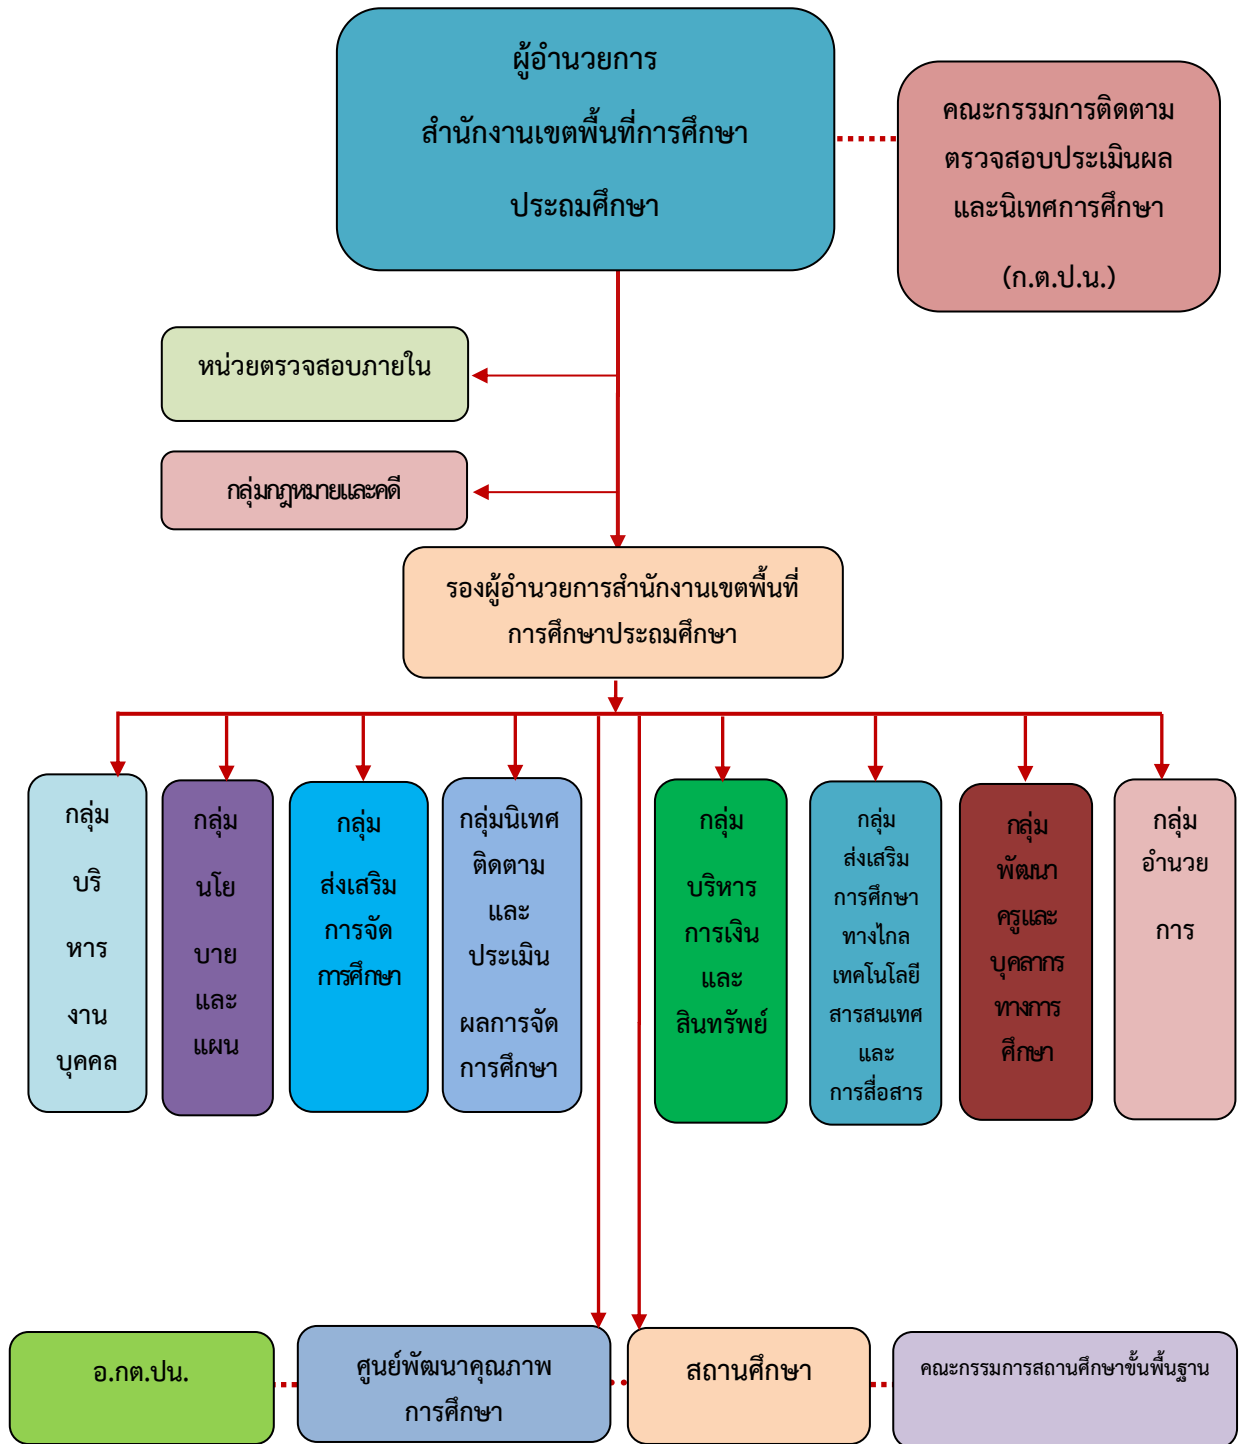 ผู้อำนวยการ
สำนักงานเขตพื้นที่การศึกษา
ประถมศึกษา
คณะกรรมการติดตาม
ตรวจสอบประเมินผล
และนิเทศการศึกษา
(ก.ต.ป.น.)
หน่วยตรวจสอบภายใน
กลุ่มกฎหมายและคดี
รองผู้อำนวยการสำนักงานเขตพื้นที่
การศึกษาประถมศึกษา
กลุ่ม
บริ
หาร
งาน
บุคคล
กลุ่ม
นโย
บาย
และ
แผน
กลุ่ม
ส่งเสริม
การจัด
การศึกษา
กลุ่มนิเทศ
ติดตาม
และ
ประเมิน
ผลการจัด
การศึกษา
กลุ่ม
บริหาร
การเงิน
และ
สินทรัพย์
กลุ่ม
ส่งเสริม
การศึกษา
ทางไกล
เทคโนโลยี
สารสนเทศ
และ
การสื่อสาร
กลุ่ม
พัฒนา
ครูและ
บุคลากร
ทางการ
ศึกษา
กลุ่ม
อำนวย
การ
อ.กต.ปน.
ศูนย์พัฒนาคุณภาพ
การศึกษา
สถานศึกษา
คณะกรรมการสถานศึกษาขั้นพื้นฐาน